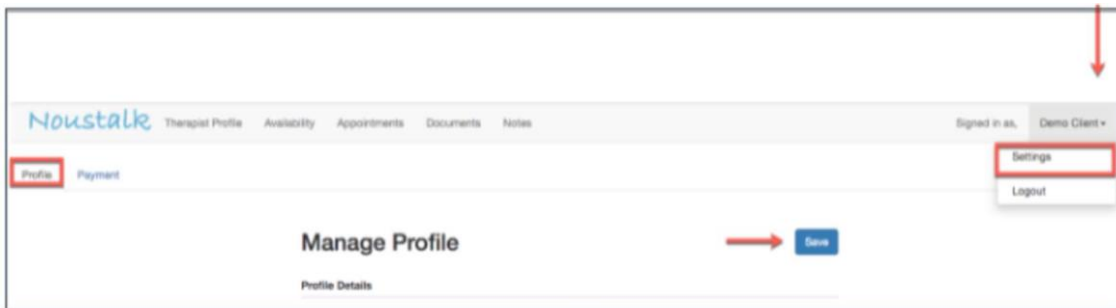 Noustalk Therapist Profile Availability Appointments Documents Notes Signed in as, Demo Client
Profile Payment Settings
Logout
Manage Profile Save
Profile Details